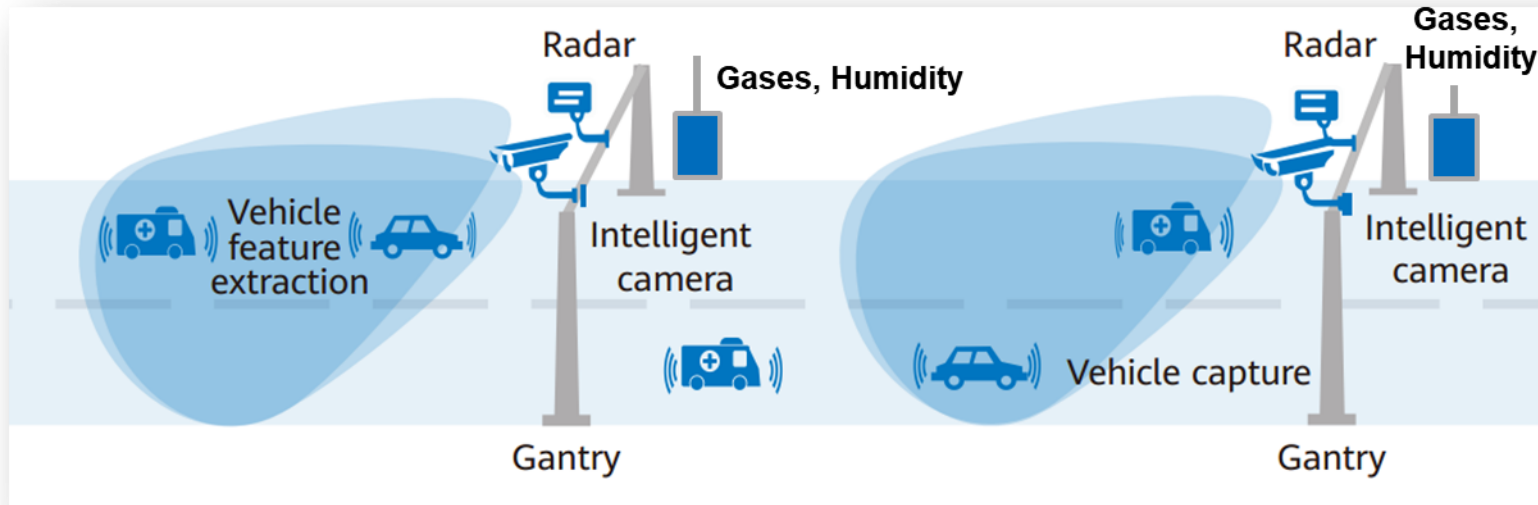 Radar
Gases, Humidity
Vehicle
feature
extraction
Intelligent
camera
Gantry
Radar
Gases,
Humidity
Intelligent
camera
Vehicle capture
Gantry